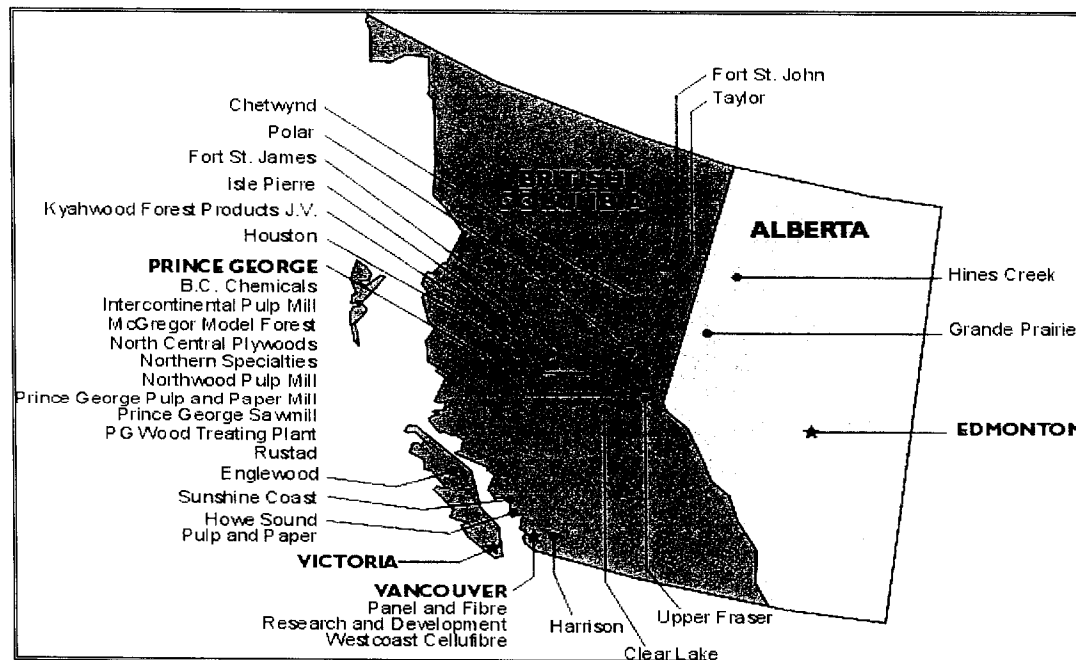 Fort St. John
Taylor
Chetwynd
Polar
Fort St. James
Isle Pierre
Kyahwood Forest Products J.V.
Houston
PRINCE GEORGE
B.C. Chemicals
Intercontinental Pulp Mill
McGregor Model Forest
North Central Plywoods
Northern Specialties
Northwood Pulp Mill
Prince George Pulp and Paper Mill
Prince George Sawmill
PG Wood Treating Plant
Rustad
Englewood
Sunshine Coast
Howe Sound
Pulp and Paper
VICTORIA
VANCOUVER
Panel and Fibre
Research and Development
Westcoast Cellufibre
BRITISH
COLUMBIA
ALBERTA
Hines Creek
Grande Prairie
EDMONTON
Harrison
Upper Fraser
Clear Lake